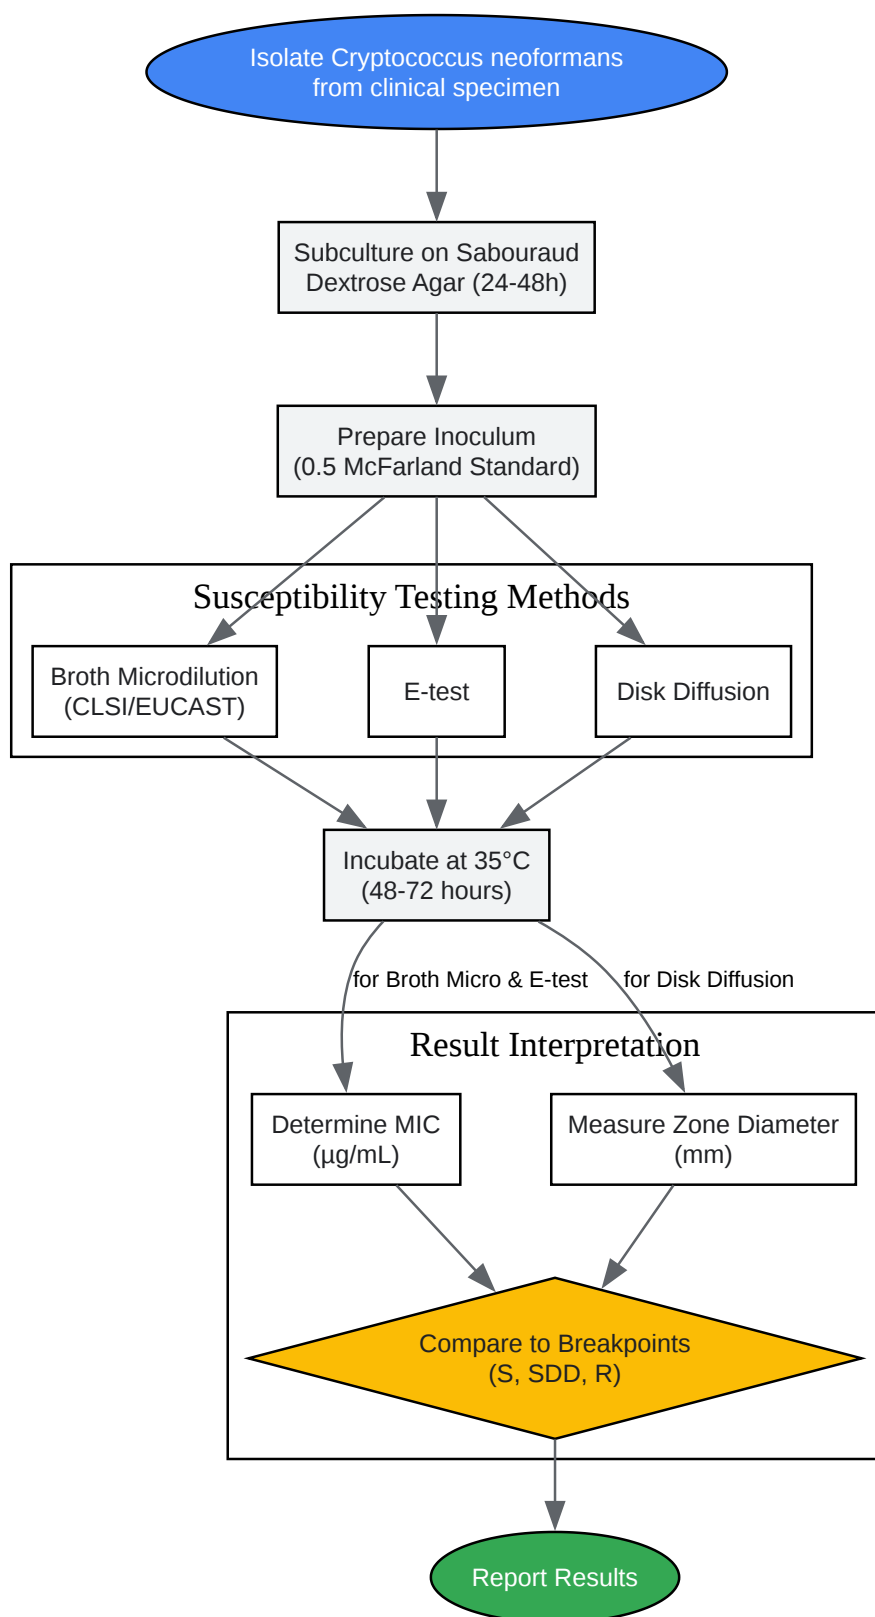 Isolate Cryptococcus neoformans
from clinical specimen
Subculture on Sabouraud
Dextrose Agar (24-48h)
Prepare Inoculum
(0.5 McFarland Standard)
Susceptibility Testing Methods
Broth Microdilution
(CLSI/EUCAST)
E-test
Disk Diffusion
Incubate at 35°C
(48-72 hours)
for Broth Micro & E-test
for Disk Diffusion
Result Interpretation
Determine MIC
(µg/mL)
Measure Zone Diameter
(mm)
Compare to Breakpoints
(S, SDD, R)
Report Results